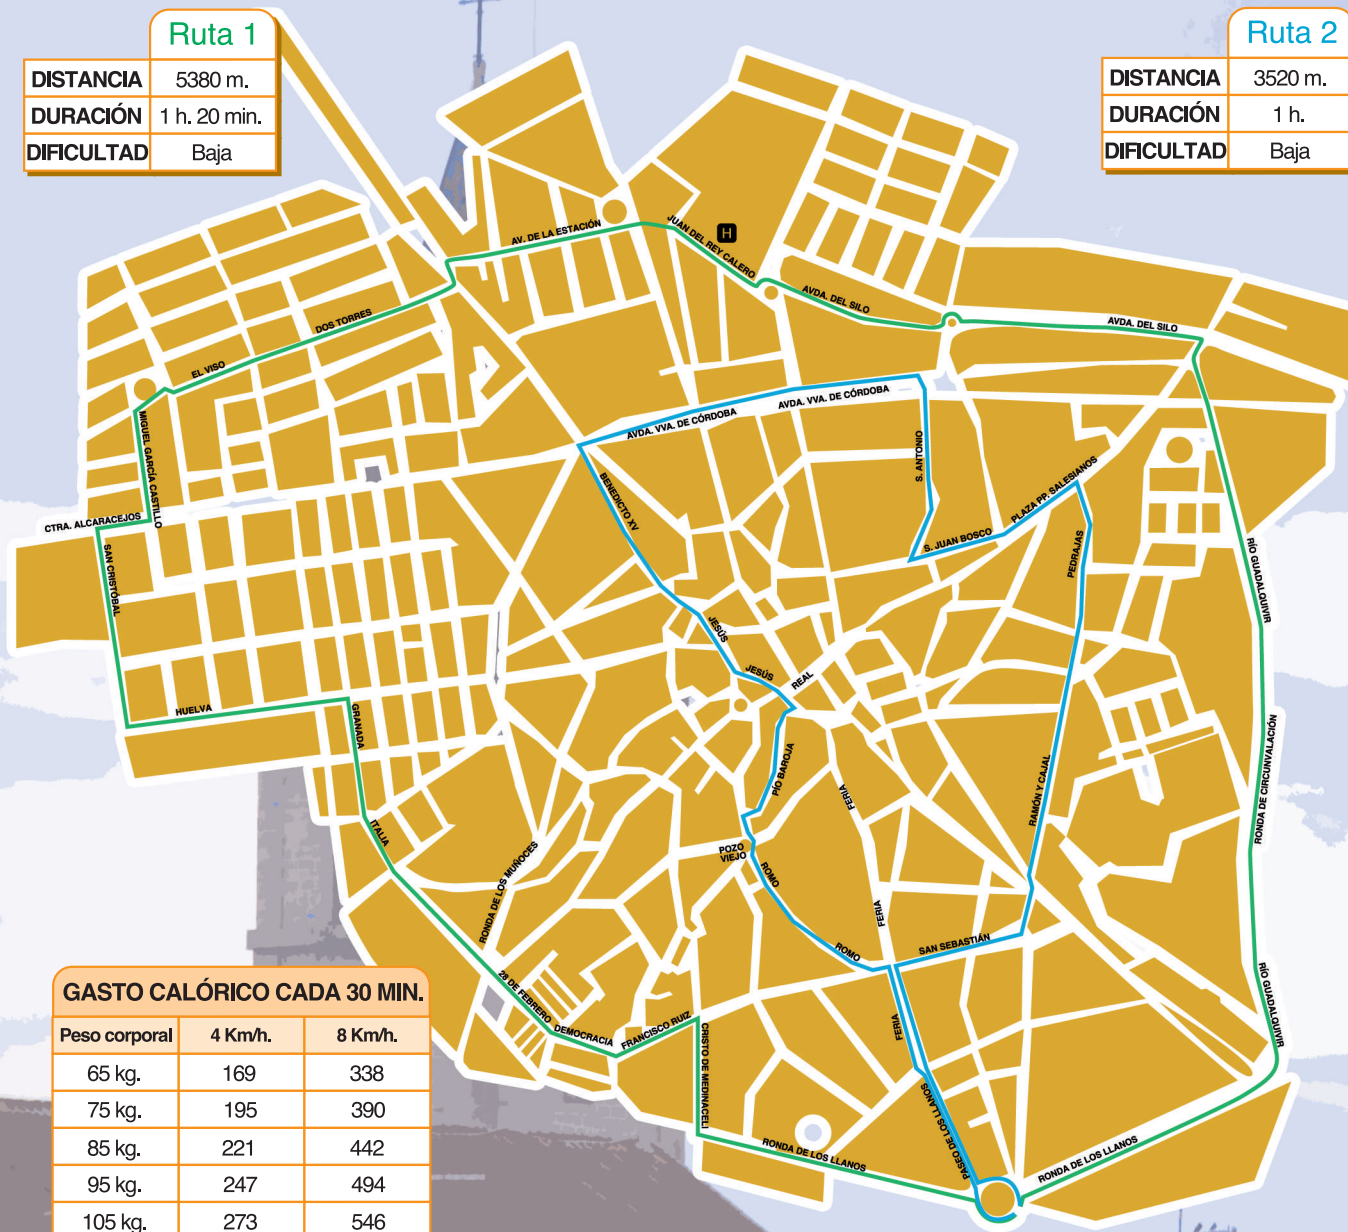 Ruta 1
DISTANCIA 5380 m.
DURACIÓN 1 h. 20 min.
DIFICULTAD Baja
Ruta 2
DISTANCIA 3520 m.
DURACIÓN 1 h.
DIFICULTAD Baja
AV. DE LA ESTACIÓN
JUAN DEL REY CALERO
H
AVDA. DEL SILO
AVDA. DEL SILO
DOS TORRES
EL VISO
MIGUEL GARCÍA CASTILLO
CTRA. ALCARACEJOS
SAN CRISTÓBAL
HUELVA
GRANADA
ITALIA
RONDA DE LOS MUÑOCES
28 DE FEBRERO
DEMOCRACIA
FRANCISCO RUIZ
CRISTO DE MEDINACELI
RONDA DE LOS LLANOS
RONDA DE LOS LLANOS
RÍO GUADALQUIVIR
RONDA DE CIRCUNVALACIÓN
RÍO GUADALQUIVIR
AVDA. VVA. DE CÓRDOBA
AVDA. VVA. DE CÓRDOBA
S. ANTONIO
S. JUAN BOSCO
PLAZA PP. SALESIANOS
PEDRAJAS
RAMÓN Y CAJAL
SAN SEBASTIÁN
BENEDICTO XV
JESÚS
JESÚS
REAL
PÍO BAROJA
POZO
VIEJO
ROMO
ROMO
FERIA
FERIA
FERIA
PASEO DE LOS LLANOS
GASTO CALÓRICO CADA 30 MIN.
Peso corporal 4 Km/h. 8 Km/h.
65 kg. 169 338
75 kg. 195 390
85 kg. 221 442
95 kg. 247 494
105 kg. 273 546